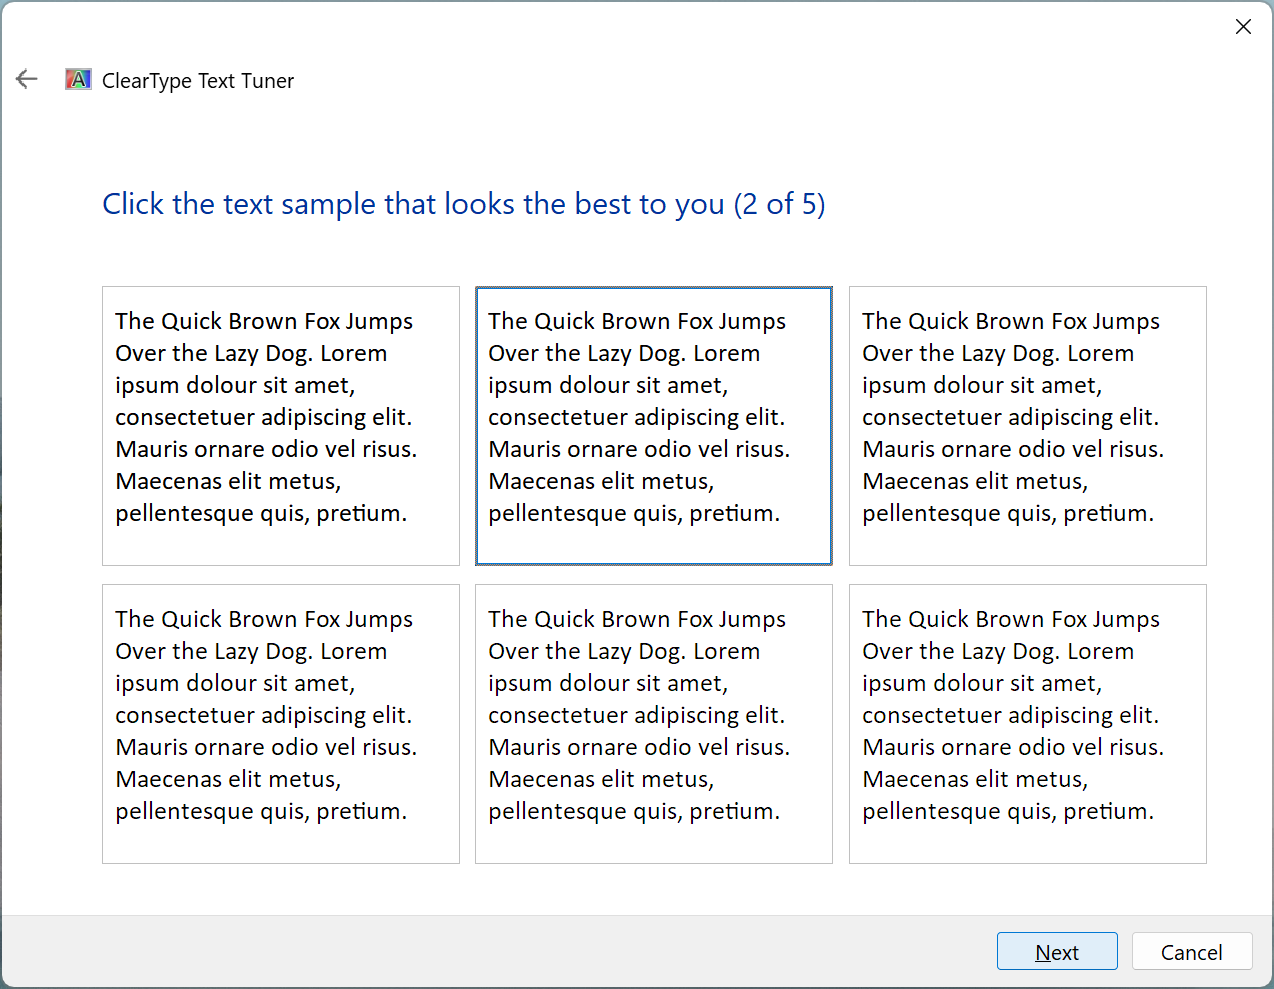 ClearType Text Tuner
Click the text sample that looks the best to you (2 of 5)
The Quick Brown Fox Jumps
Over the Lazy Dog. Lorem
ipsum dolour sit amet,
consectetuer adipiscing elit.
Mauris ornare odio vel risus.
Maecenas elit metus,
pellentesque quis, pretium.
The Quick Brown Fox Jumps
Over the Lazy Dog. Lorem
ipsum dolour sit amet,
consectetuer adipiscing elit.
Mauris ornare odio vel risus.
Maecenas elit metus,
pellentesque quis, pretium.
The Quick Brown Fox Jumps
Over the Lazy Dog. Lorem
ipsum dolour sit amet,
consectetuer adipiscing elit.
Mauris ornare odio vel risus.
Maecenas elit metus,
pellentesque quis, pretium.
The Quick Brown Fox Jumps
Over the Lazy Dog. Lorem
ipsum dolour sit amet,
consectetuer adipiscing elit.
Mauris ornare odio vel risus.
Maecenas elit metus,
pellentesque quis, pretium.
The Quick Brown Fox Jumps
Over the Lazy Dog. Lorem
ipsum dolour sit amet,
consectetuer adipiscing elit.
Mauris ornare odio vel risus.
Maecenas elit metus,
pellentesque quis, pretium.
The Quick Brown Fox Jumps
Over the Lazy Dog. Lorem
ipsum dolour sit amet,
consectetuer adipiscing elit.
Mauris ornare odio vel risus.
Maecenas elit metus,
pellentesque quis, pretium.
Next
Cancel